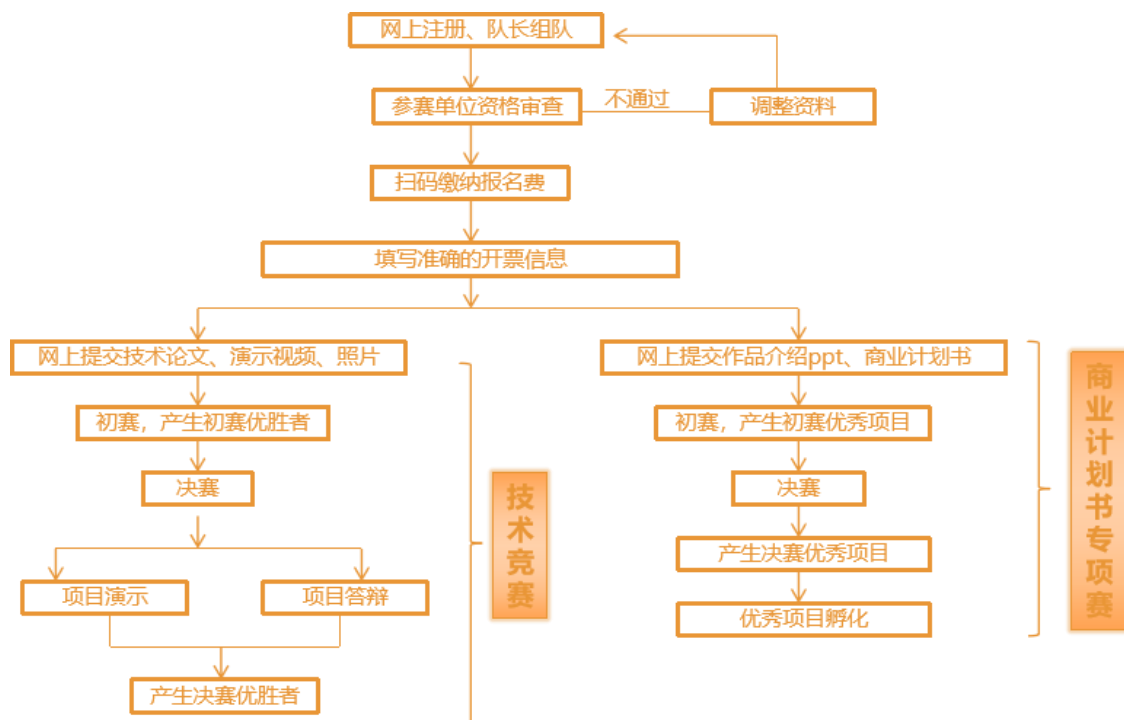 网上注册、队长组队
参赛单位资格审查
不通过
调整资料
扫码缴纳报名费
填写准确的开票信息
网上提交技术论文、演示视频、照片
初赛，产生初赛优胜者
决赛
项目演示
项目答辩
产生决赛优胜者
技术竞赛
网上提交作品介绍ppt、商业计划书
初赛，产生初赛优秀项目
决赛
产生决赛优秀项目
优秀项目孵化
商业计划书专项赛